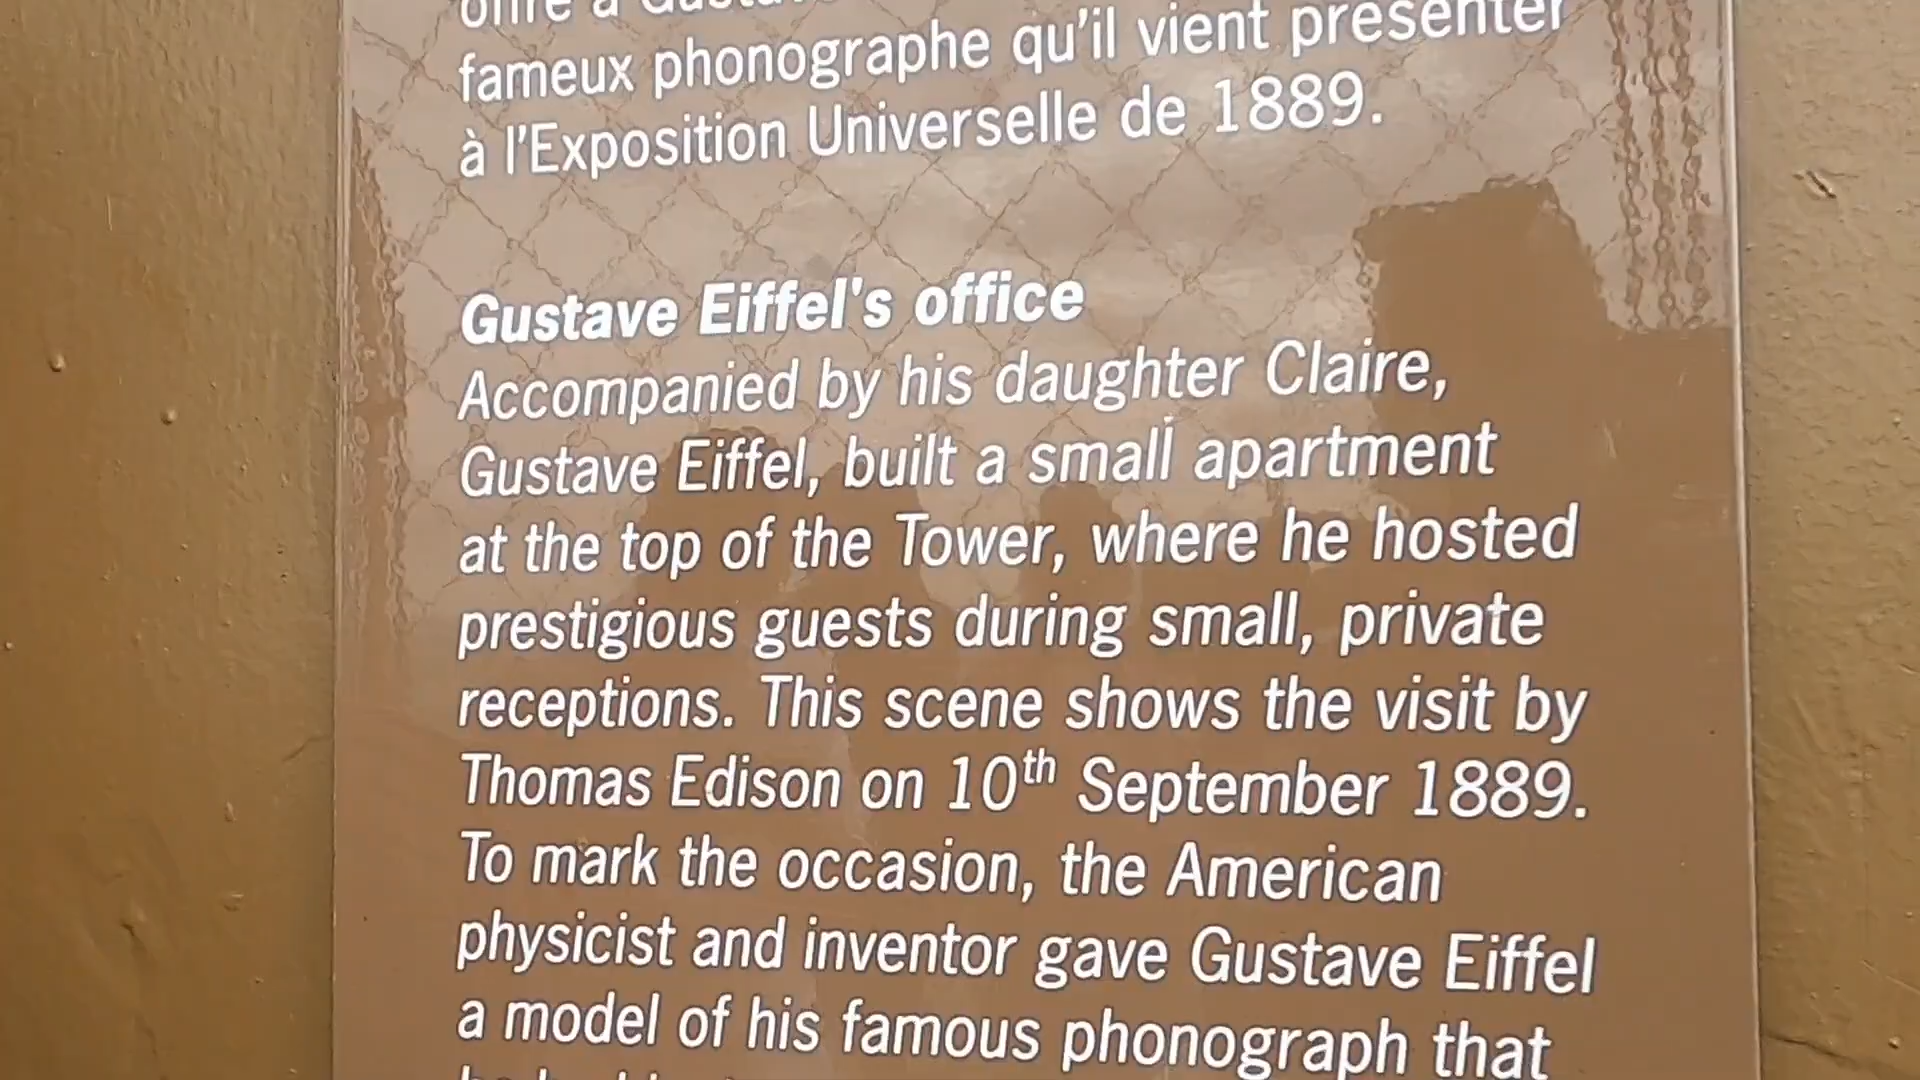 offre à Gustave
fameux phonographe qu'il vient présenter
à l'Exposition Universelle de 1889.
Gustave Eiffel's office
Accompanied by his daughter Claire,
Gustave Eiffel, built a small apartment
at the top of the Tower, where he hosted
prestigious guests during small, private
receptions. This scene shows the visit by
Thomas Edison on 10th September 1889.
To mark the occasion, the American
physicist and inventor gave Gustave Eiffel
a model of his famous phonograph that